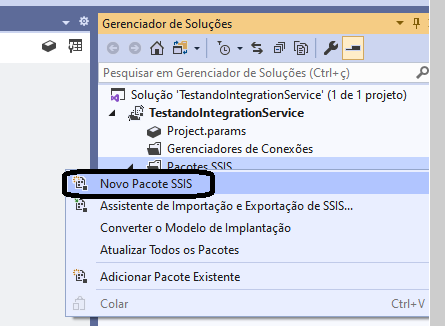 Gerenciador de Soluções
Pesquisar em Gerenciador de Soluções (Ctrl+ç)
Solução 'TestandoIntegrationService' (1 de 1 projeto)
TestandoIntegrationService
Project.params
Gerenciadores de Conexões
Pacotes SSIS
Novo Pacote SSIS
Assistente de Importação e Exportação de SSIS...
Converter o Modelo de Implantação
Atualizar Todos os Pacotes
Adicionar Pacote Existente
Colar Ctrl+V